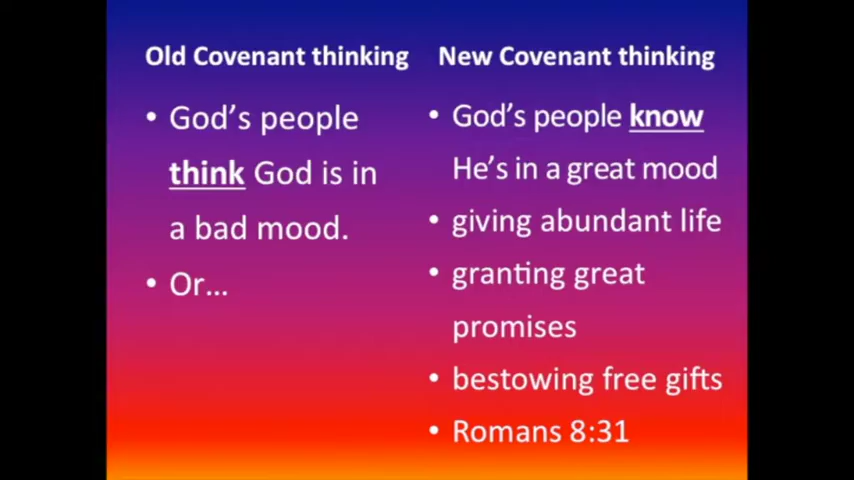 Old Covenant thinking
• God's people
think God is in
a bad mood.
• Or...
New Covenant thinking
• God's people know
He's in a great mood
• giving abundant life
• granting great
promises
• bestowing free gifts
• Romans 8:31